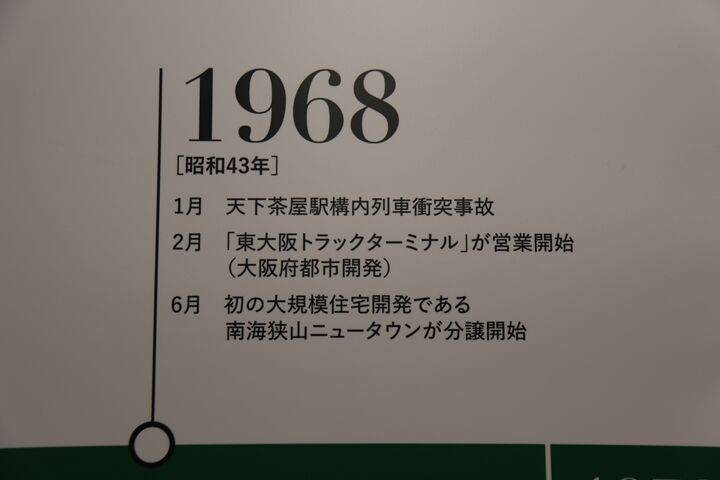 1968
［昭和43年］
1月 天下茶屋駅構内列車衝突事故
2月 「東大阪トラックターミナル」が営業開始
（大阪府都市開発）
6月 初の大規模住宅開発である
南海狭山ニュータウンが分譲開始